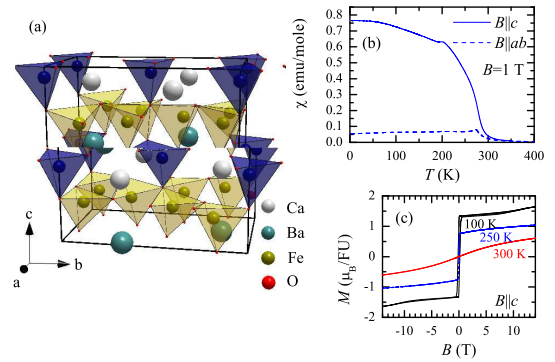 (a)
c
b
a
Ca
Ba
Fe
O
(b)
B||c
B||ab
B=1 T
χ (emu/mole)
0.8
0.7
0.6
0.5
0.4
0.3
0.2
0.1
0.0
0 100 200 300 400
T (K)
(c)
100 K
250 K
300 K
B||c
M (μB/FU)
2
1
0
-1
-2
-10 0 10
B (T)